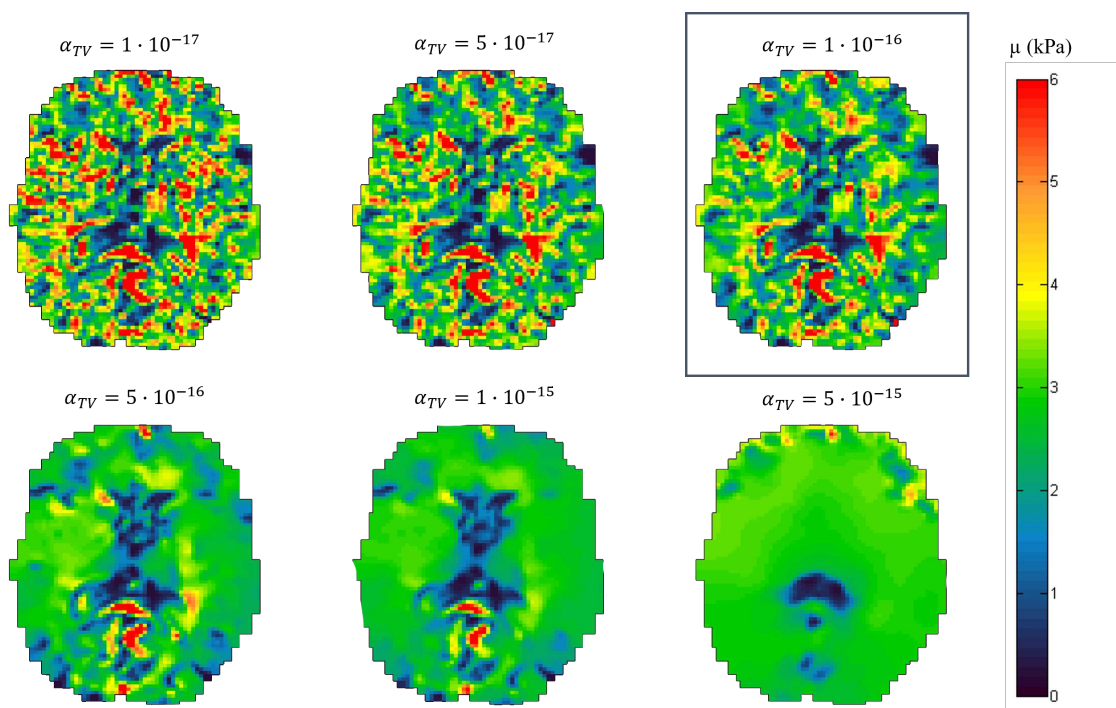 α_TV = 1 · 10⁻¹⁷
α_TV = 5 · 10⁻¹⁷
α_TV = 1 · 10⁻¹⁶
μ (kPa)
6
5
4
3
2
1
0
α_TV = 5 · 10⁻¹⁶
α_TV = 1 · 10⁻¹⁵
α_TV = 5 · 10⁻¹⁵